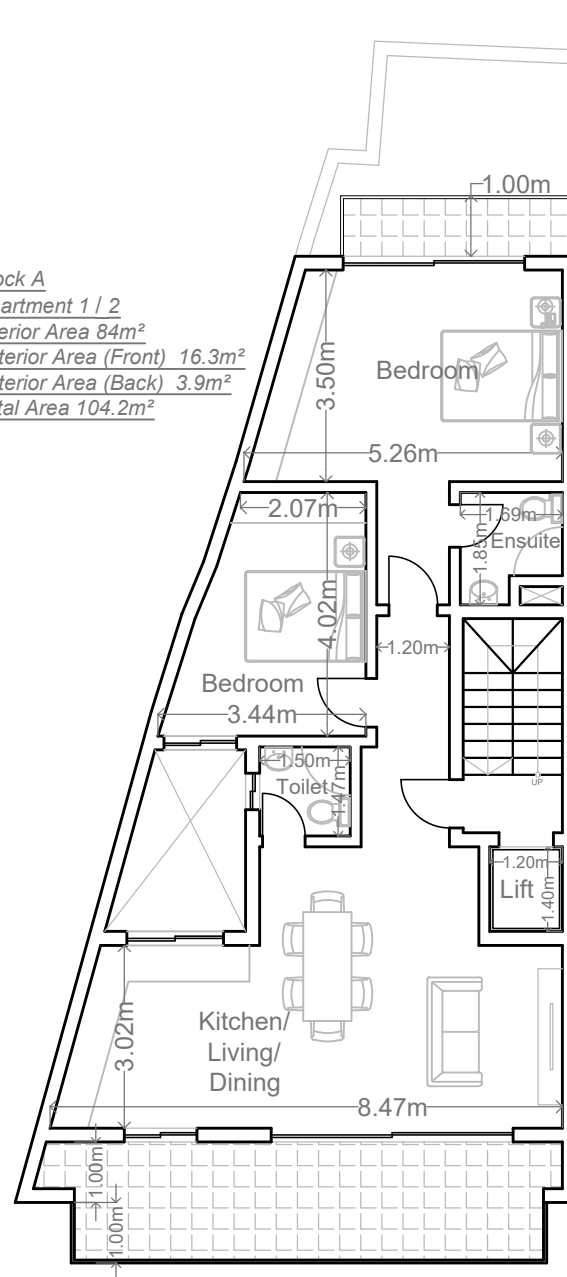 1.00m
ock A
artment 1 / 2
erior Area 84m²
terior Area (Front) 16.3m²
terior Area (Back) 3.9m²
tal Area 104.2m²
3.50m
Bedroom
5.26m
2.07m
1.69m
1.85m
Ensuite
4.02m
1.20m
Bedroom
3.44m
1.50m
Toilet
1.47m
UP
1.20m
Lift
1.40m
3.02m
Kitchen/
Living/
Dining
8.47m
1.00m
1.00m